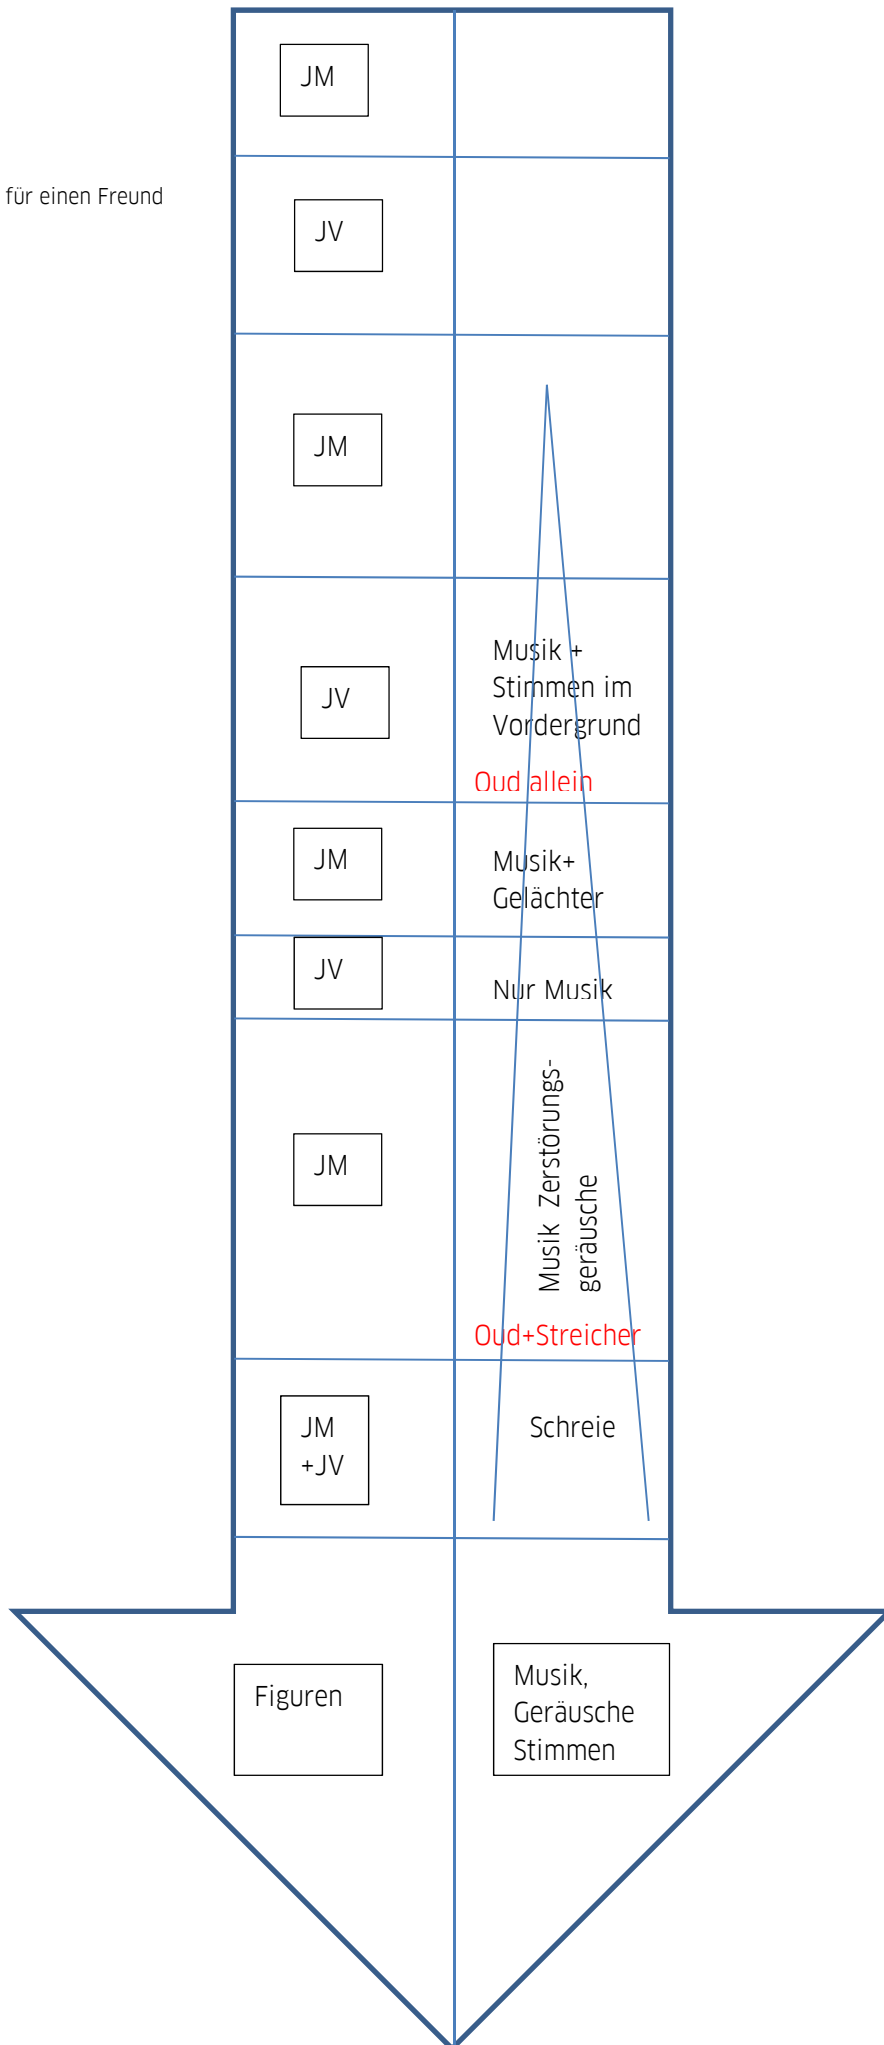 JM
für einen Freund
JV
JM
JV
Musik +
Stimmen im
Vordergrund
Oud allein
JM
Musik+
Gelächter
JV
Nur Musik
JM
Musik Zerstörungs-
geräusche
Oud+Streicher
JM
+JV
Schreie
Figuren
Musik,
Geräusche
Stimmen